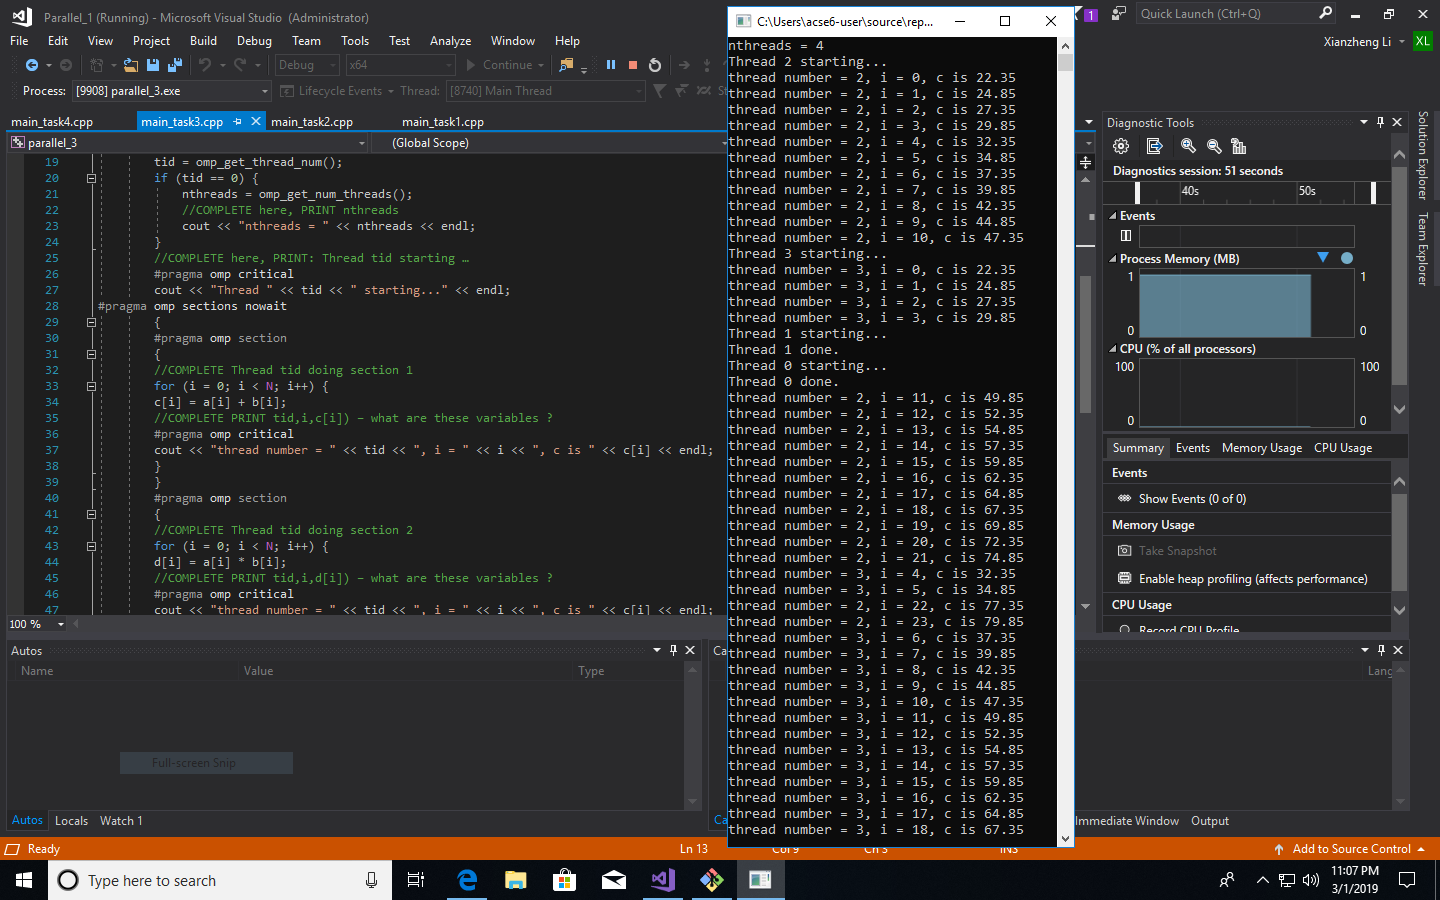 Parallel_1 (Running) - Microsoft Visual Studio (Administrator)
1
Quick Launch (Ctrl+Q)
File Edit View Project Build Debug Team Tools Test Analyze Window Help
Xianzheng Li XL
Debug x64 Continue
Process: [9908] parallel_3.exe Lifecycle Events Thread: [8740] Main Thread
main_task4.cpp main_task3.cpp main_task2.cpp main_task1.cpp
parallel_3 (Global Scope)
19 tid = omp_get_thread_num();
20 if (tid == 0) {
21 nthreads = omp_get_num_threads();
22 //COMPLETE here, PRINT nthreads
23 cout << "nthreads = " << nthreads << endl;
24 }
25 //COMPLETE here, PRINT: Thread tid starting …
26 #pragma omp critical
27 cout << "Thread " << tid << " starting..." << endl;
28 #pragma omp sections nowait
29 {
30 #pragma omp section
31 {
32 //COMPLETE Thread tid doing section 1
33 for (i = 0; i < N; i++) {
34 c[i] = a[i] + b[i];
35 //COMPLETE PRINT tid,i,c[i]) – what are these variables ?
36 #pragma omp critical
37 cout << "thread number = " << tid << ", i = " << i << ", c is " << c[i] << endl;
38 }
39 }
40 #pragma omp section
41 {
42 //COMPLETE Thread tid doing section 2
43 for (i = 0; i < N; i++) {
44 d[i] = a[i] * b[i];
45 //COMPLETE PRINT tid,i,d[i]) – what are these variables ?
46 #pragma omp critical
47 cout << "thread number = " << tid << ", i = " << i << ", c is " << c[i] << endl;
100 %
Autos
Name Value Type
Full-screen Snip
Autos Locals Watch 1
C:\Users\acse6-user\source\rep...
nthreads = 4
Thread 2 starting...
thread number = 2, i = 0, c is 22.35
thread number = 2, i = 1, c is 24.85
thread number = 2, i = 2, c is 27.35
thread number = 2, i = 3, c is 29.85
thread number = 2, i = 4, c is 32.35
thread number = 2, i = 5, c is 34.85
thread number = 2, i = 6, c is 37.35
thread number = 2, i = 7, c is 39.85
thread number = 2, i = 8, c is 42.35
thread number = 2, i = 9, c is 44.85
thread number = 2, i = 10, c is 47.35
Thread 3 starting...
thread number = 3, i = 0, c is 22.35
thread number = 3, i = 1, c is 24.85
thread number = 3, i = 2, c is 27.35
thread number = 3, i = 3, c is 29.85
Thread 1 starting...
Thread 1 done.
Thread 0 starting...
Thread 0 done.
thread number = 2, i = 11, c is 49.85
thread number = 2, i = 12, c is 52.35
thread number = 2, i = 13, c is 54.85
thread number = 2, i = 14, c is 57.35
thread number = 2, i = 15, c is 59.85
thread number = 2, i = 16, c is 62.35
thread number = 2, i = 17, c is 64.85
thread number = 2, i = 18, c is 67.35
thread number = 2, i = 19, c is 69.85
thread number = 2, i = 20, c is 72.35
thread number = 2, i = 21, c is 74.85
thread number = 3, i = 4, c is 32.35
thread number = 3, i = 5, c is 34.85
thread number = 2, i = 22, c is 77.35
thread number = 2, i = 23, c is 79.85
thread number = 3, i = 6, c is 37.35
thread number = 3, i = 7, c is 39.85
thread number = 3, i = 8, c is 42.35
thread number = 3, i = 9, c is 44.85
thread number = 3, i = 10, c is 47.35
thread number = 3, i = 11, c is 49.85
thread number = 3, i = 12, c is 52.35
thread number = 3, i = 13, c is 54.85
thread number = 3, i = 14, c is 57.35
thread number = 3, i = 15, c is 59.85
thread number = 3, i = 16, c is 62.35
thread number = 3, i = 17, c is 64.85
thread number = 3, i = 18, c is 67.35
Diagnostic Tools
Diagnostics session: 51 seconds
40s 50s
Events
Process Memory (MB)
1 1
0 0
CPU (% of all processors)
100 100
0 0
Summary Events Memory Usage CPU Usage
Events
Show Events (0 of 0)
Memory Usage
Take Snapshot
Enable heap profiling (affects performance)
CPU Usage
Record CPU Profile
Solution Explorer
Team Explorer
Ca
Lang
Ca
Immediate Window Output
Ready Ln 13 Col 9 Ch 3 INS Add to Source Control
Type here to search
11:07 PM
3/1/2019